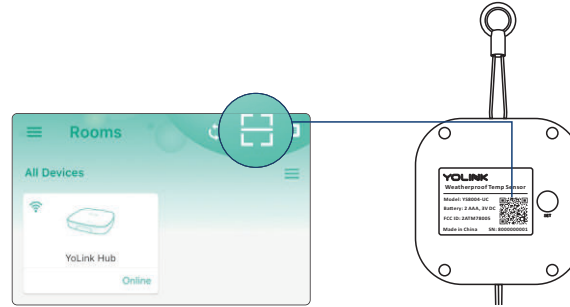 Rooms
All Devices
YoLink Hub
Online
YOLINK
Weatherproof Temp Sensor
Model: YS8004-UC
Battery: 2 AAA, 3V DC
FCC ID: 2ATM78005
Made in China SN: 8000000001
SET